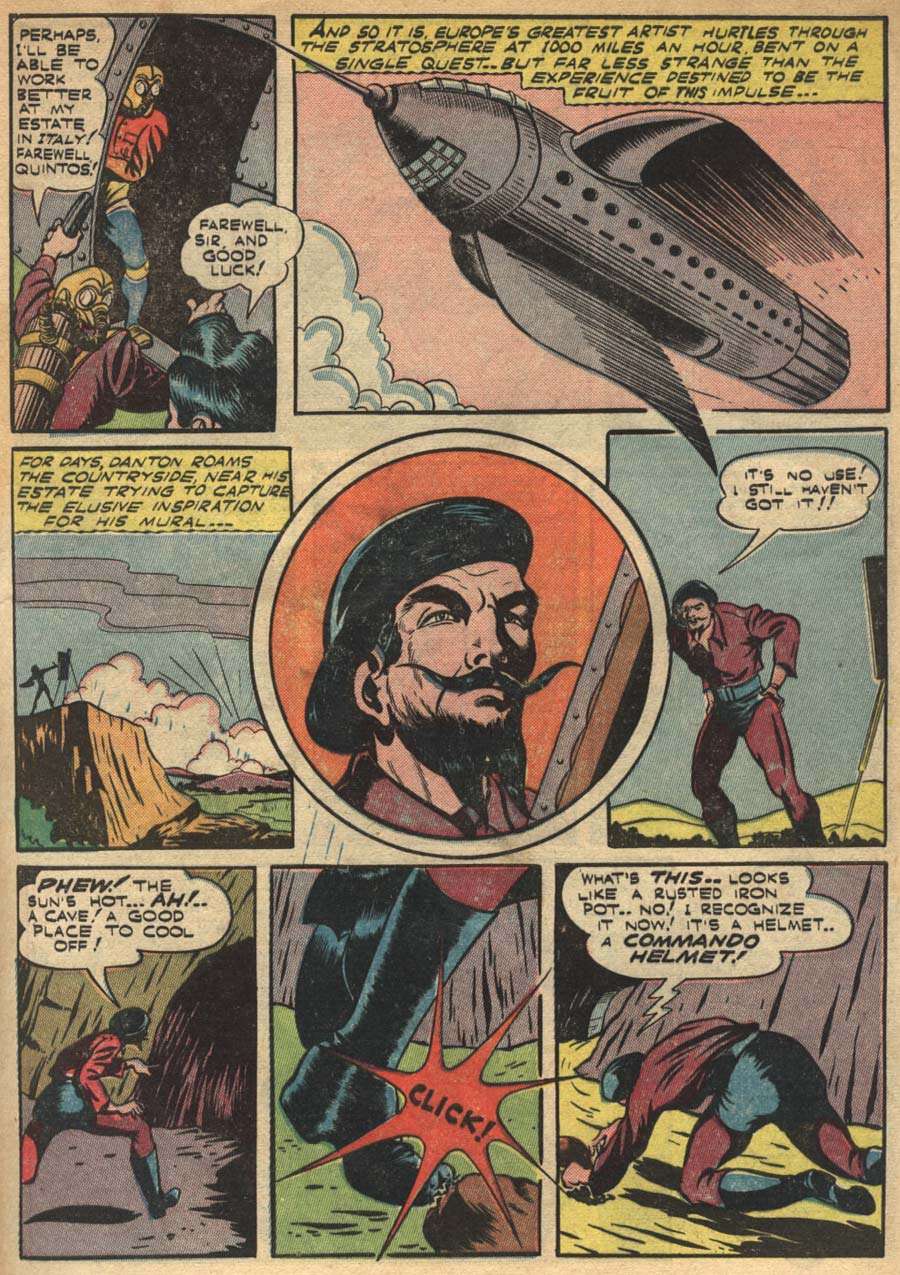 PERHAPS,
I'LL BE
ABLE TO
WORK
BETTER
AT MY
ESTATE
IN ITALY!
FAREWELL
QUINTOS!
FAREWELL,
SIR, AND
GOOD
LUCK!
AND SO IT IS, EUROPE'S GREATEST ARTIST HURTLES THROUGH
THE STRATOSPHERE AT 1000 MILES AN HOUR, BENT ON A
SINGLE QUEST.. BUT FAR LESS STRANGE THAN THE
EXPERIENCE DESTINED TO BE THE
FRUIT OF THIS IMPULSE...
FOR DAYS, DANTON ROAMS
THE COUNTRYSIDE, NEAR HIS
ESTATE TRYING TO CAPTURE
THE ELUSIVE INSPIRATION
FOR HIS MURAL...
IT'S NO USE!
I STILL HAVEN'T
GOT IT!!
PHEW! THE
SUN'S HOT... AH!..
A CAVE! A GOOD
PLACE TO COOL
OFF!
CLICK!
WHAT'S THIS.. LOOKS
LIKE A RUSTED IRON
POT.. NO! I RECOGNIZE
IT NOW! IT'S A HELMET..
A COMMANDO
HELMET!